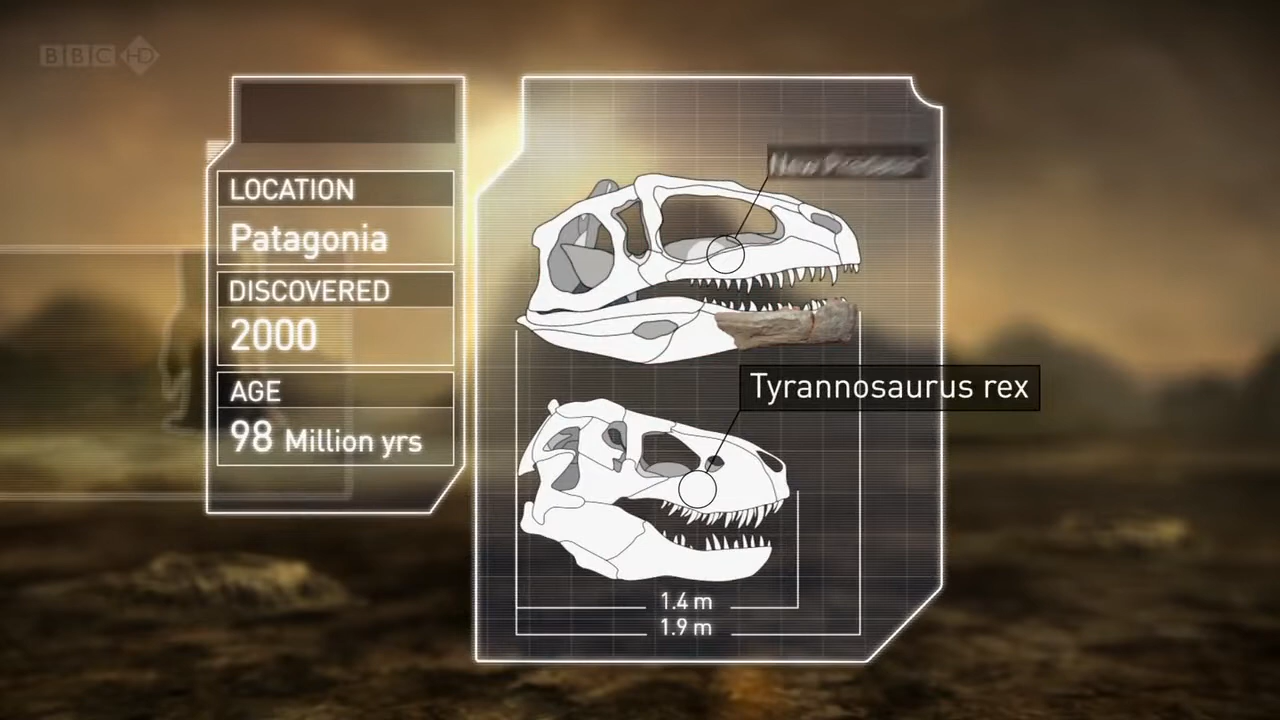 BBC HD
LOCATION
Patagonia
DISCOVERED
2000
AGE
98 Million yrs
Tyrannosaurus rex
1.4 m
1.9 m